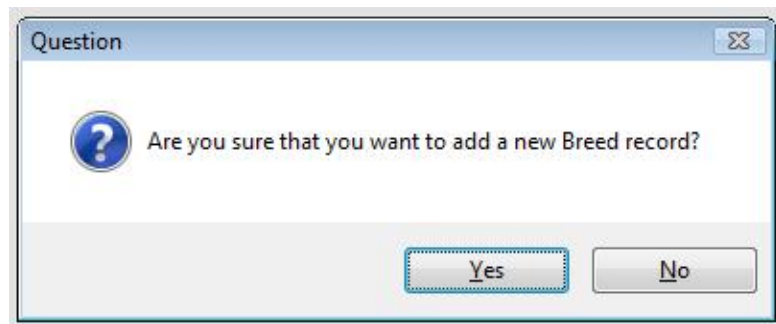 Question
Are you sure that you want to add a new Breed record?
Yes
No